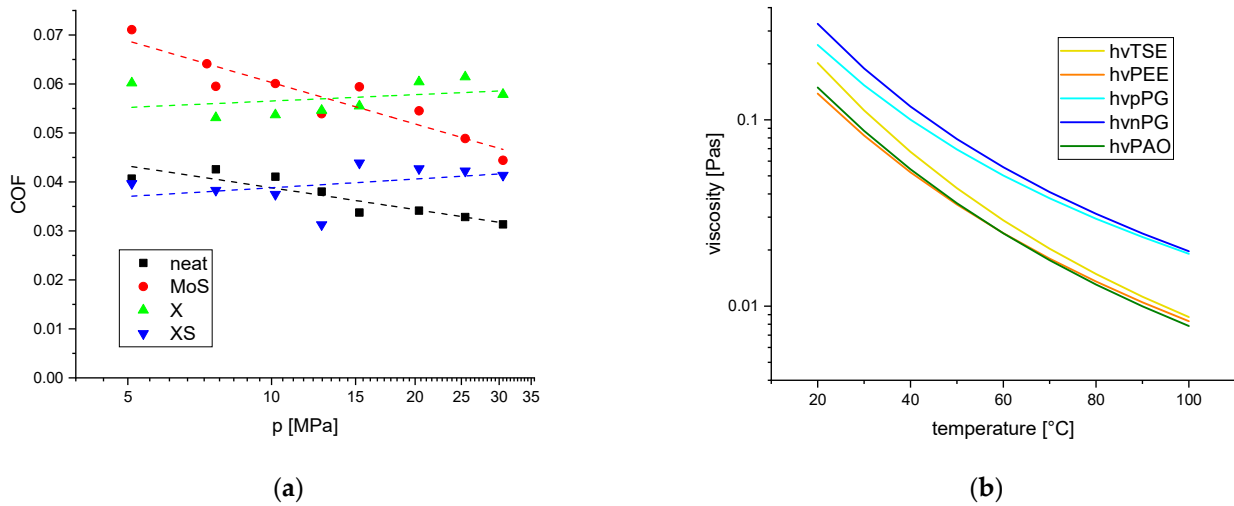 0.07
0.06
0.05
0.04
0.03
0.02
0.01
0.00
COF
neat
MoS
X
XS
5 10 15 20 25 30 35
p [MPa]
(a)
0.1
0.01
viscosity [Pas]
hvTSE
hvPEE
hvpPG
hvnPG
hvPAO
20 40 60 80 100
temperature [°C]
(b)